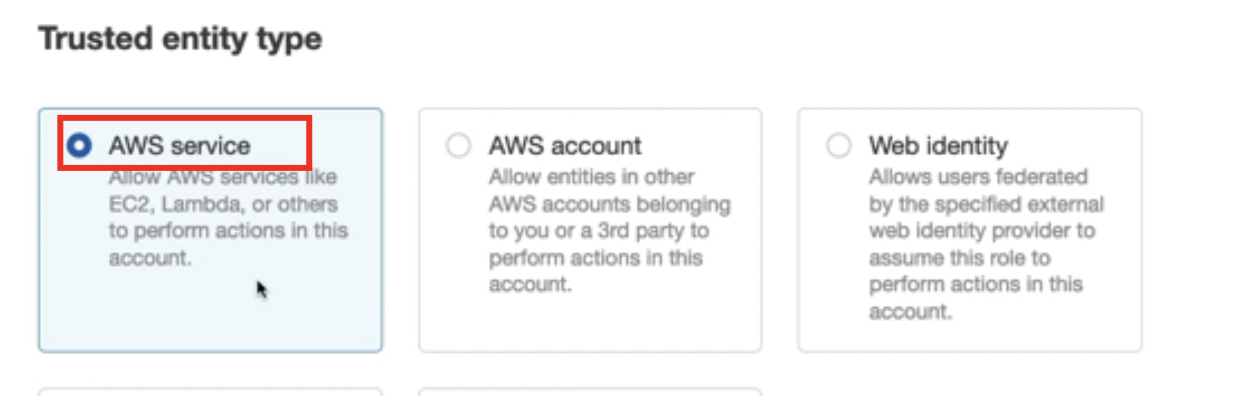 Trusted entity type
AWS service
Allow AWS services like
EC2, Lambda, or others
to perform actions in this
account.
AWS account
Allow entities in other
AWS accounts belonging
to you or a 3rd party to
perform actions in this
account.
Web identity
Allows users federated
by the specified external
web identity provider to
assume this role to
perform actions in this
account.